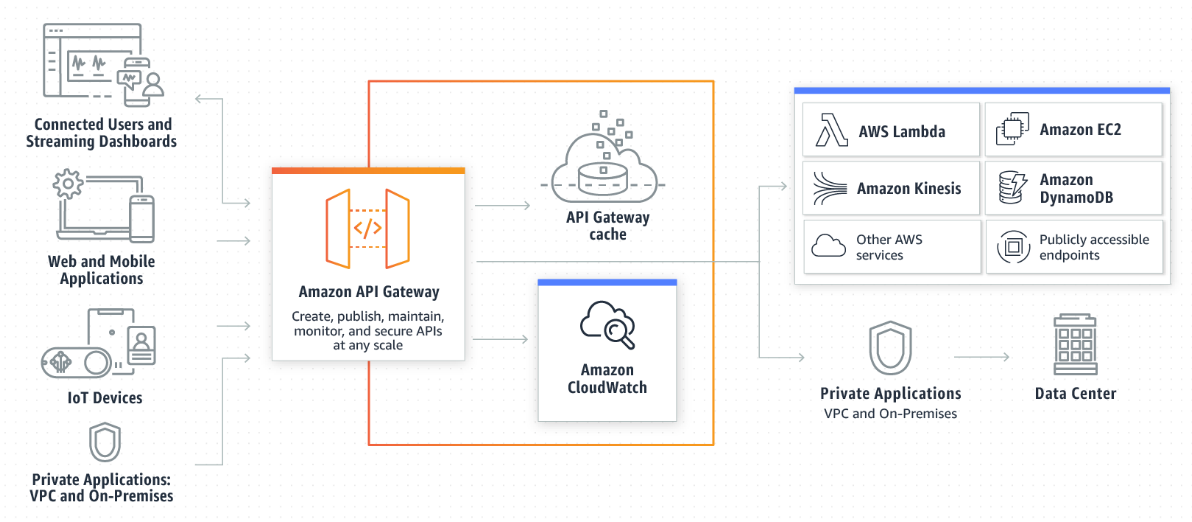 Connected Users and
Streaming Dashboards
Web and Mobile
Applications
IoT Devices
Private Applications:
VPC and On-Premises
</>
Amazon API Gateway
Create, publish, maintain,
monitor, and secure APIs
at any scale
API Gateway
cache
Amazon
CloudWatch
AWS Lambda
Amazon EC2
Amazon Kinesis
Amazon
DynamoDB
Other AWS
services
Publicly accessible
endpoints
Private Applications
VPC and On-Premises
Data Center